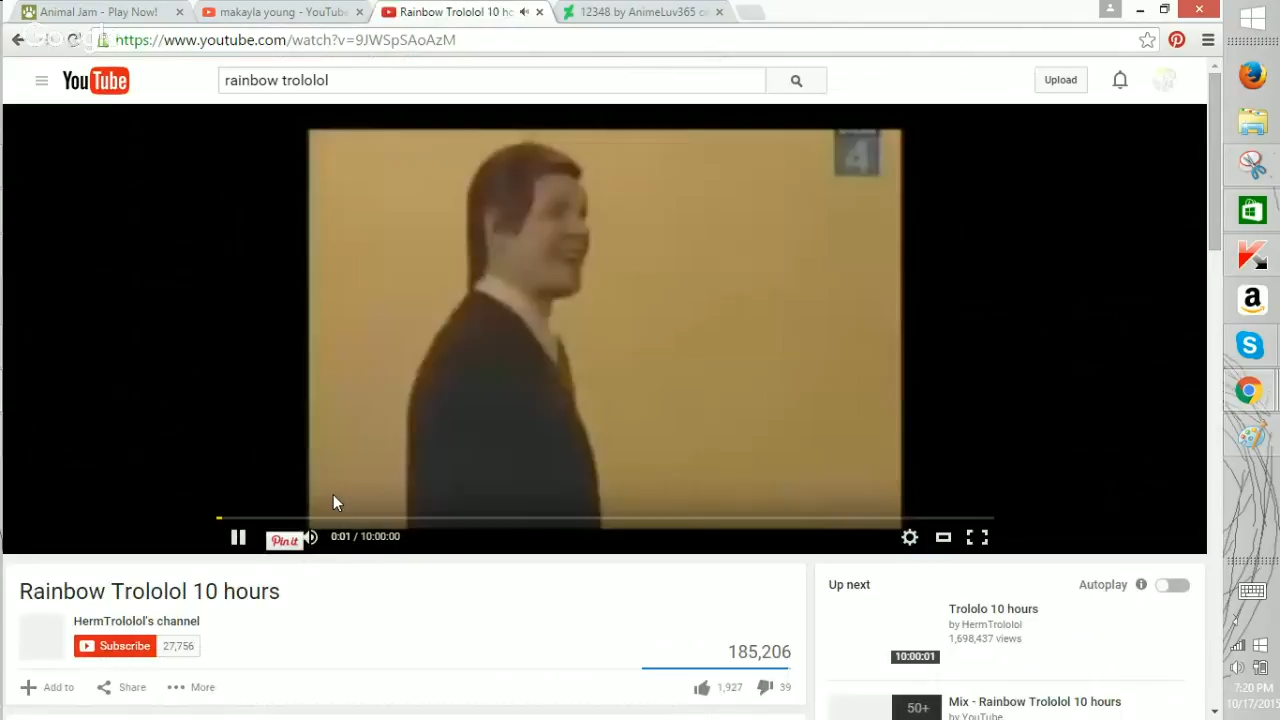 Animal Jam - Play Now!
makayla young - YouTube
Rainbow Trololol 10 ho
12348 by AnimeLuv365 o
https://www.youtube.com/watch?v=9JWSpSAoAzM
YouTube
rainbow trololol
Upload
4
Pin it
0:01 / 10:00:00
Rainbow Trololol 10 hours
HermTrololol's channel
Subscribe 27,756
185,206
Add to Share More
1,927 39
Up next
Autoplay
Trololo 10 hours
by HermTrololol
1,698,437 views
10:00:01
50+
Mix - Rainbow Trololol 10 hours
by YouTube
7:20 PM
10/17/201